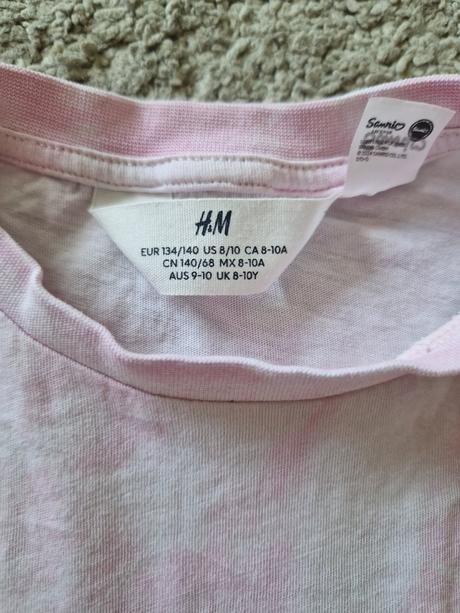 H&M
EUR 134/140 US 8/10 CA 8-10A
CN 140/68 MX 8-10A
AUS 9-10 UK 8-10Y
Sanrio